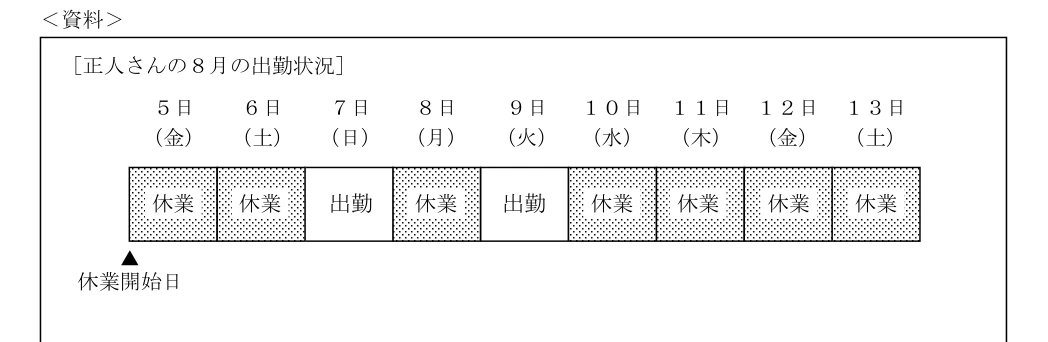 ＜資料＞
［正人さんの８月の出勤状況］
５日 ６日 ７日 ８日 ９日 １０日 １１日 １２日 １３日
（金） （土） （日） （月） （火） （水） （木） （金） （土）
休業 休業 出勤 休業 出勤 休業 休業 休業 休業
▲
休業開始日